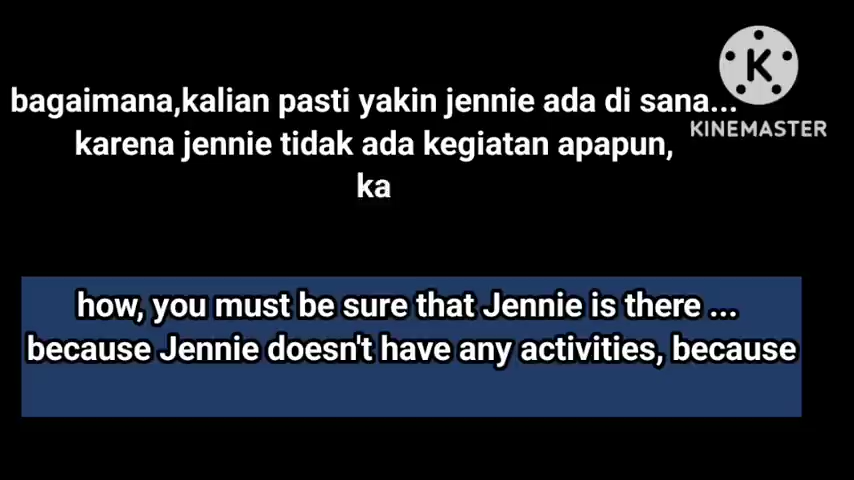 bagaimana,kalian pasti yakin jennie ada di sana...
karena jennie tidak ada kegiatan apapun,
ka
K
KINEMASTER
how, you must be sure that Jennie is there ...
because Jennie doesn't have any activities, because